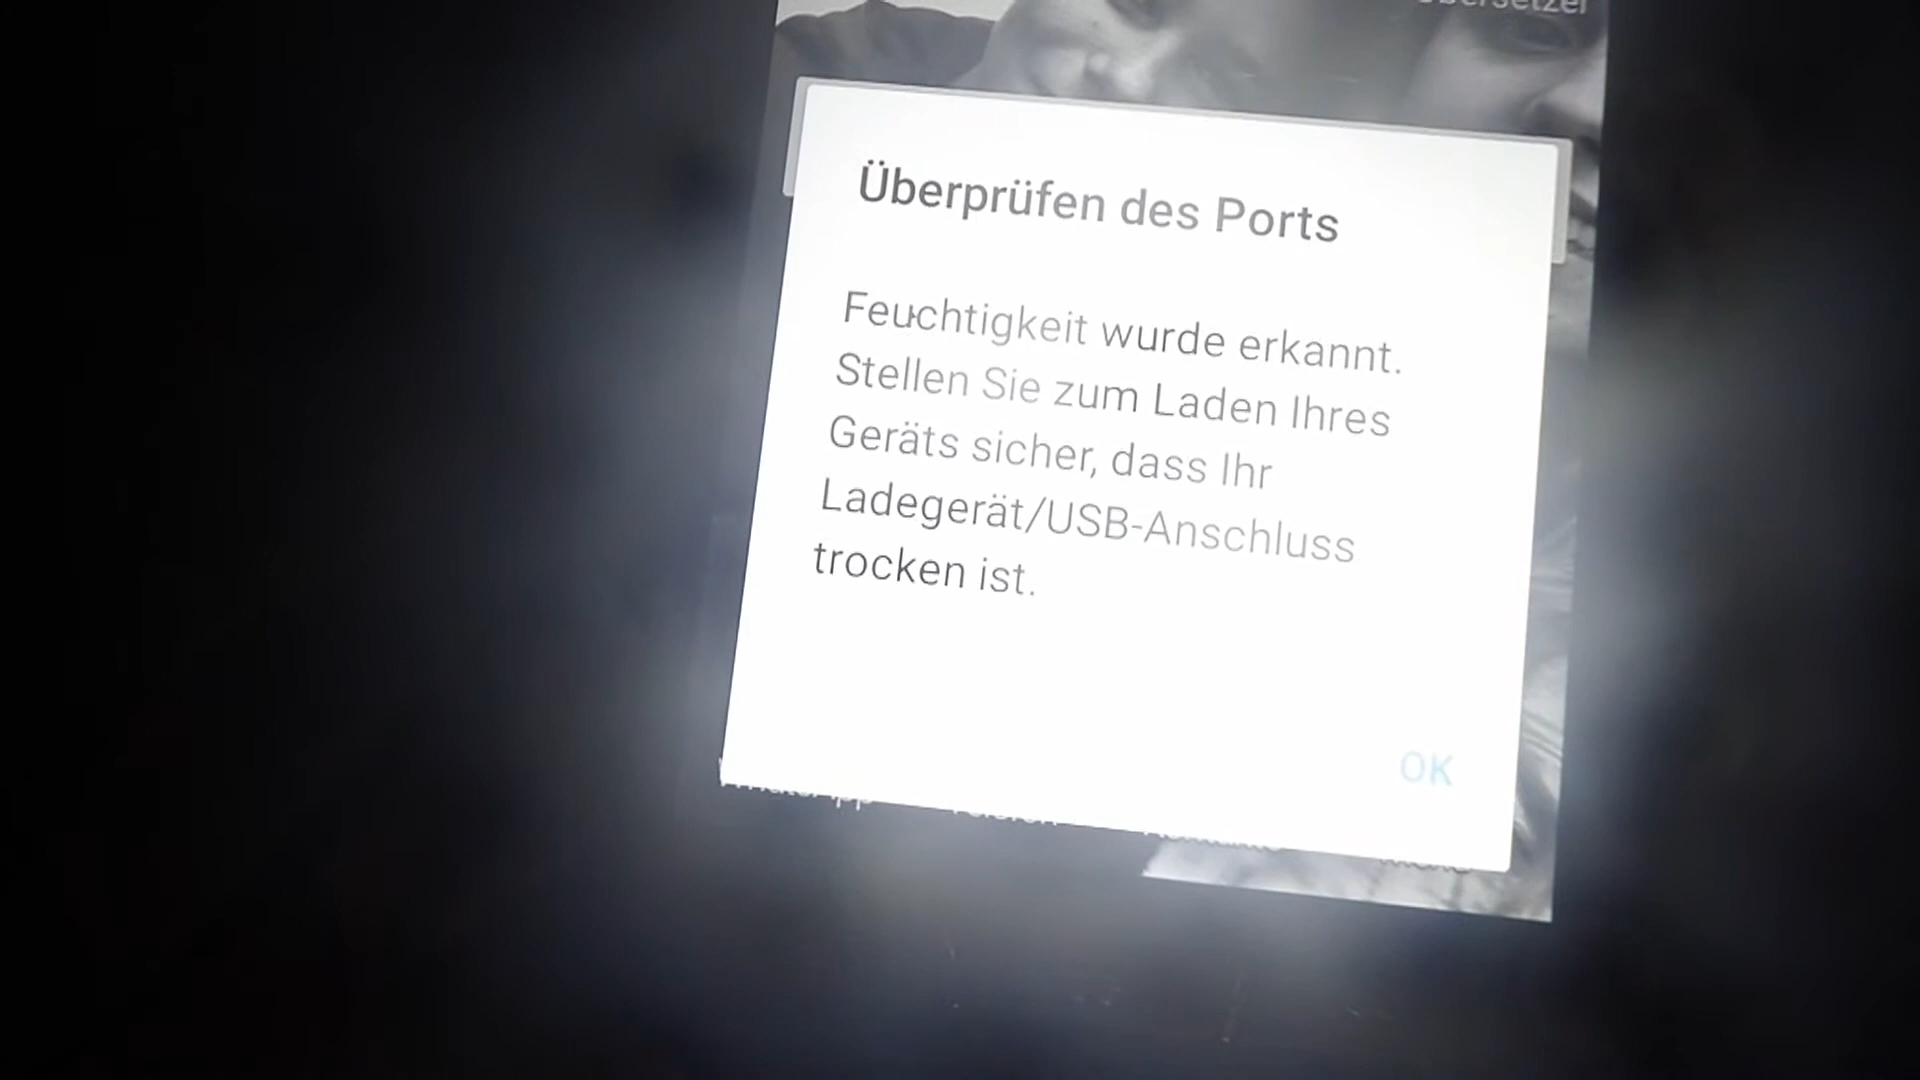 Überprüfen des Ports
Feuchtigkeit wurde erkannt.
Stellen Sie zum Laden Ihres
Geräts sicher, dass Ihr
Ladegerät/USB-Anschluss
trocken ist.
OK